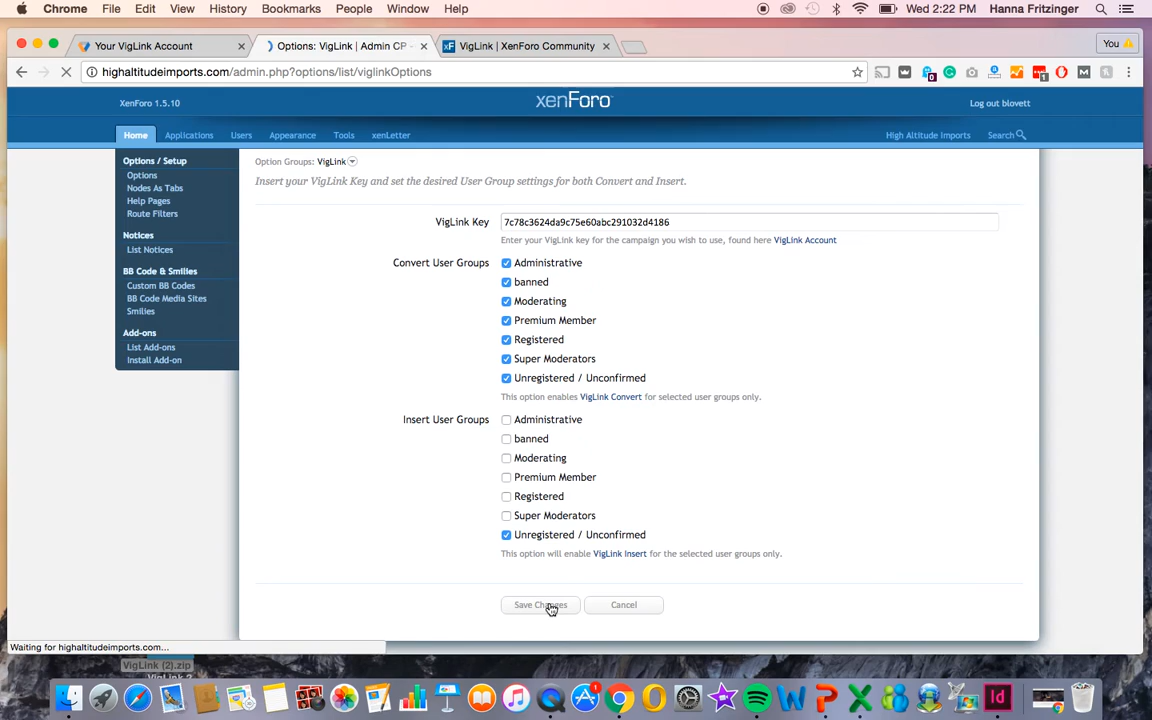 Chrome File Edit View History Bookmarks People Window Help Wed 2:22 PM Hanna Fritzinger
Your VigLink Account Options: VigLink | Admin CP - VigLink | XenForo Community You
highaltitudeimports.com/admin.php?options/list/viglinkOptions
XenForo 1.5.10 xenForo Log out blovett
Home Applications Users Appearance Tools xenLetter High Altitude Imports Search
Options / Setup
Options
Nodes As Tabs
Help Pages
Route Filters
Notices
List Notices
BB Code & Smilies
Custom BB Codes
BB Code Media Sites
Smilies
Add-ons
List Add-ons
Install Add-on
Option Groups: VigLink
Insert your VigLink Key and set the desired User Group settings for both Convert and Insert.
VigLink Key 7c78c3624da9c75e60abc291032d4186
Enter your VigLink key for the campaign you wish to use, found here VigLink Account
Convert User Groups Administrative
banned
Moderating
Premium Member
Registered
Super Moderators
Unregistered / Unconfirmed
This option enables VigLink Convert for selected user groups only.
Insert User Groups Administrative
banned
Moderating
Premium Member
Registered
Super Moderators
Unregistered / Unconfirmed
This option will enable VigLink Insert for the selected user groups only.
Save Changes Cancel
Waiting for highaltitudeimports.com...
VigLink (2).zip
VigLink 2